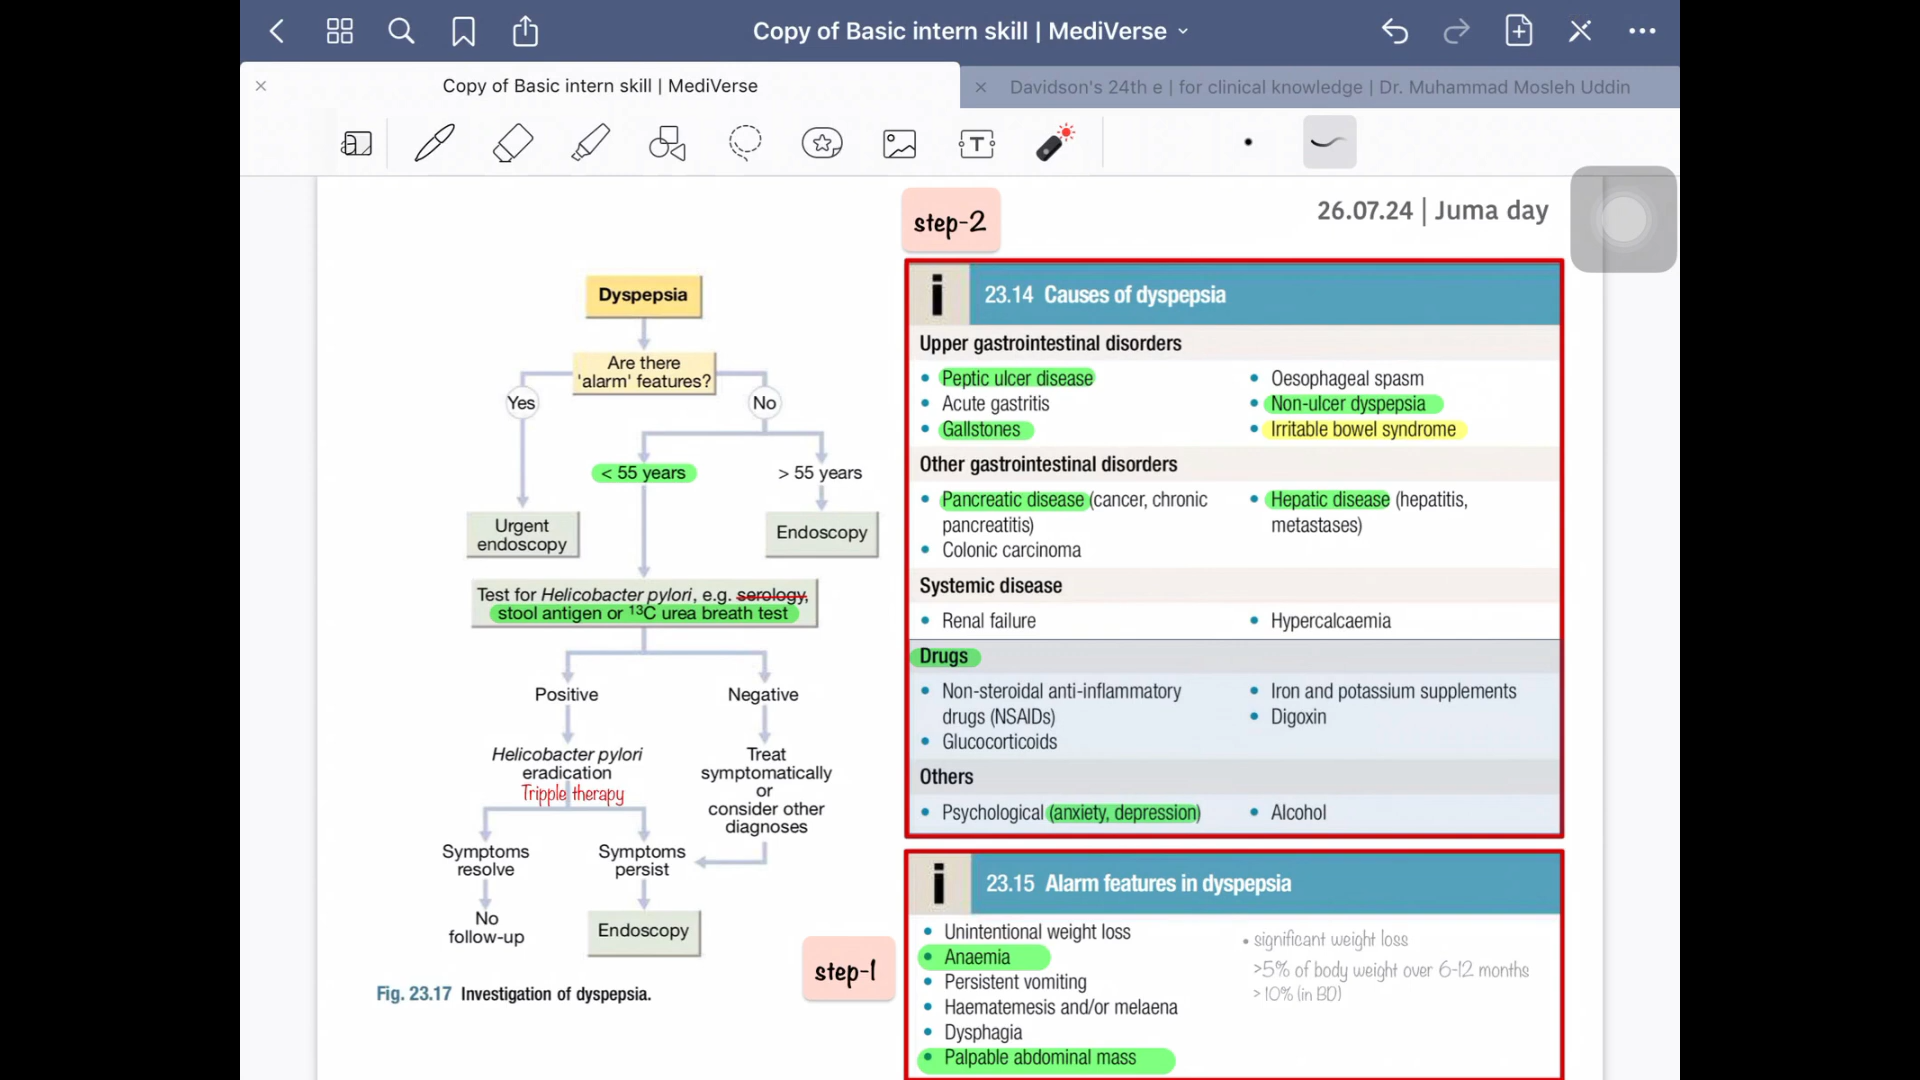 Copy of Basic intern skill | MediVerse
Copy of Basic intern skill | MediVerse
Davidson's 24th e | for clinical knowledge | Dr. Muhammad Mosleh Uddin
T
26.07.24 | Juma day
Dyspepsia
Are there
'alarm' features?
Yes
No
< 55 years
> 55 years
Urgent
endoscopy
Endoscopy
Test for Helicobacter pylori, e.g. serology,
stool antigen or ¹³C urea breath test
Positive
Negative
Helicobacter pylori
eradication
Tripple therapy
Treat
symptomatically
or
consider other
diagnoses
Symptoms
resolve
Symptoms
persist
No
follow-up
Endoscopy
Fig. 23.17 Investigation of dyspepsia.
step-2
i
23.14 Causes of dyspepsia
Upper gastrointestinal disorders
• Peptic ulcer disease
• Acute gastritis
• Gallstones
• Oesophageal spasm
• Non-ulcer dyspepsia
• Irritable bowel syndrome
Other gastrointestinal disorders
• Pancreatic disease (cancer, chronic
pancreatitis)
• Colonic carcinoma
• Hepatic disease (hepatitis,
metastases)
Systemic disease
• Renal failure
• Hypercalcaemia
Drugs
• Non-steroidal anti-inflammatory
drugs (NSAIDs)
• Glucocorticoids
• Iron and potassium supplements
• Digoxin
Others
• Psychological (anxiety, depression)
• Alcohol
step-1
i
23.15 Alarm features in dyspepsia
• Unintentional weight loss
• Anaemia
• Persistent vomiting
• Haematemesis and/or melaena
• Dysphagia
• Palpable abdominal mass
• significant weight loss
>5% of body weight over 6-12 months
> 10% (in BD)